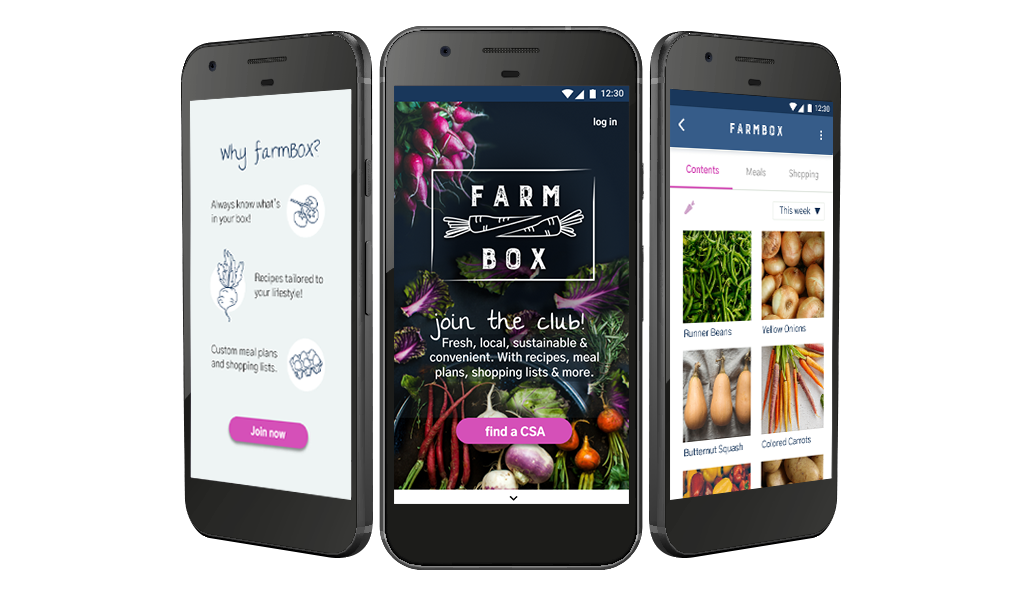 why farmBOX?
Always know what's
in your box!
Recipes tailored to
your lifestyle!
Custom meal plans
and shopping lists.
Join now
12:30
log in
FARM
BOX
join the club!
Fresh, local, sustainable &
convenient. With recipes, meal
plans, shopping lists & more.
find a CSA
12:30
FARMBOX
Contents Meals Shopping
This week
Runner Beans Yellow Onions
Butternut Squash Colored Carrots